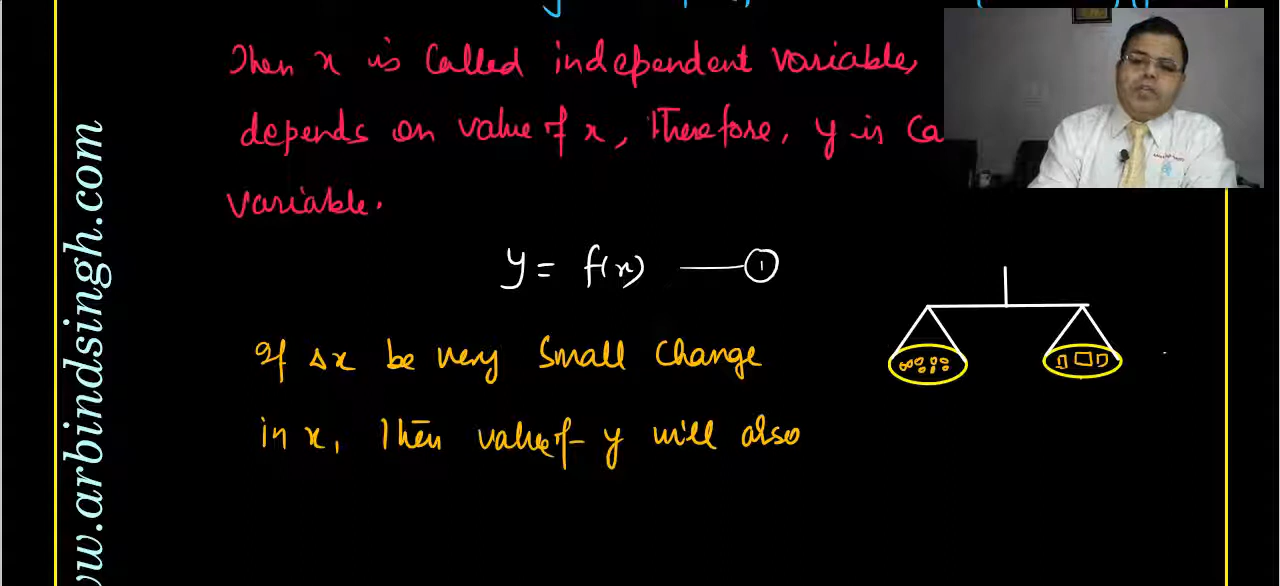 Then x is called independent variable,
depends on value of x, Therefore, y is Ca
variable.
y = f(x) —— ①
If Δx be very small change
in x, Then value of y will also
ww.arbindsingh.com